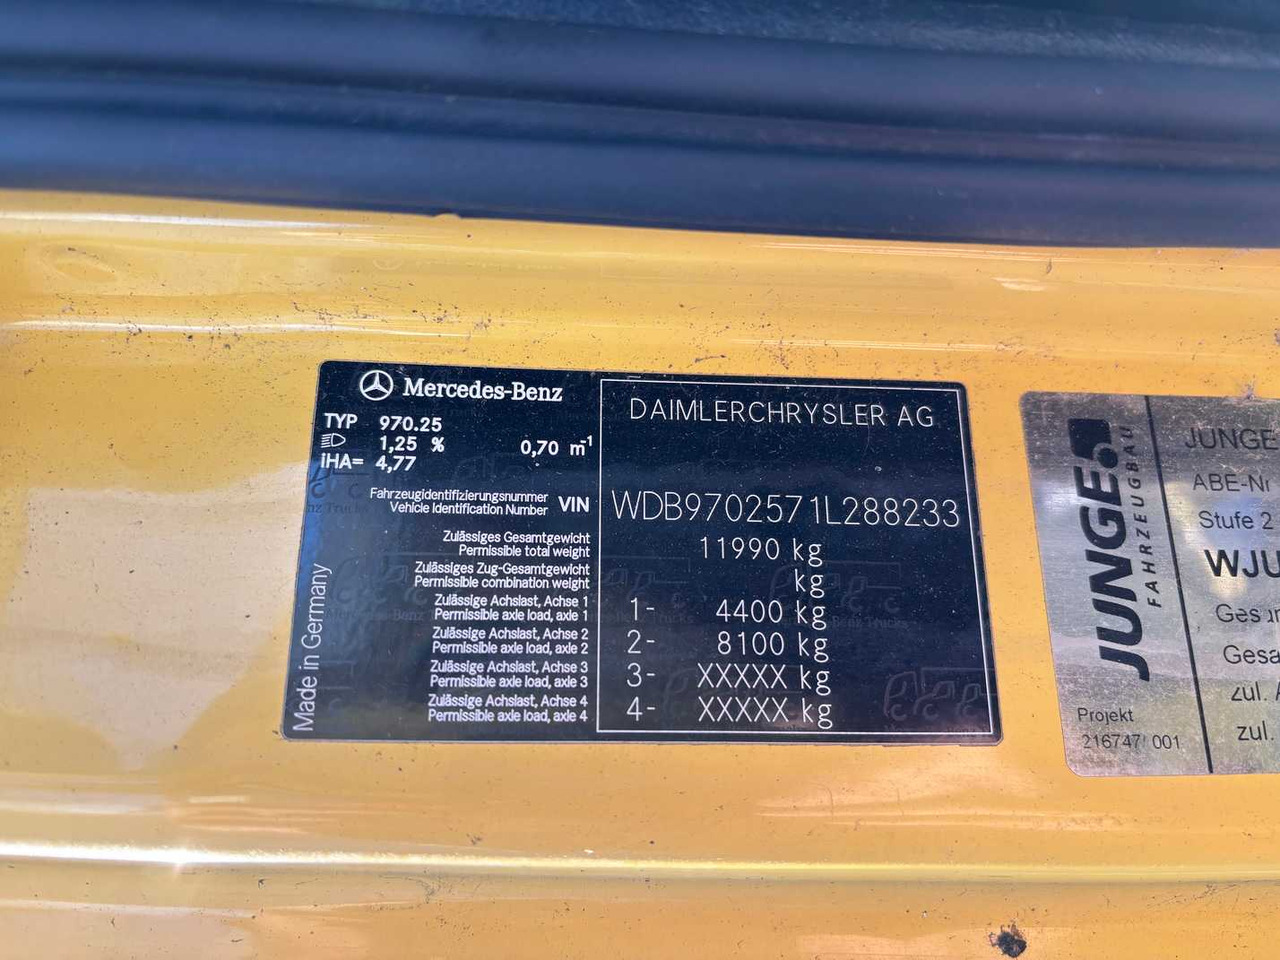 Mercedes-Benz
TYP 970.25
1,25 % 0,70 m-1
iHA= 4,77
DAIMLERCHRYSLER AG
Fahrzeugidentifizierungsnummer
Vehicle Identification Number VIN WDB9702571L288233
Zulässiges Gesamtgewicht
Permissible total weight 11990 kg
Zulässiges Zug-Gesamtgewicht
Permissible combination weight kg
Zulässige Achslast, Achse 1
Permissible axle load, axle 1 1- 4400 kg
Zulässige Achslast, Achse 2
Permissible axle load, axle 2 2- 8100 kg
Zulässige Achslast, Achse 3
Permissible axle load, axle 3 3- XXXXX kg
Zulässige Achslast, Achse 4
Permissible axle load, axle 4 4- XXXXX kg
Made in Germany
JUNGE
FAHRZEUGBAU
Projekt
216747/001
JUNGE
ABE-Nr
Stufe 2
WJU
Gesa
zul.
zul.